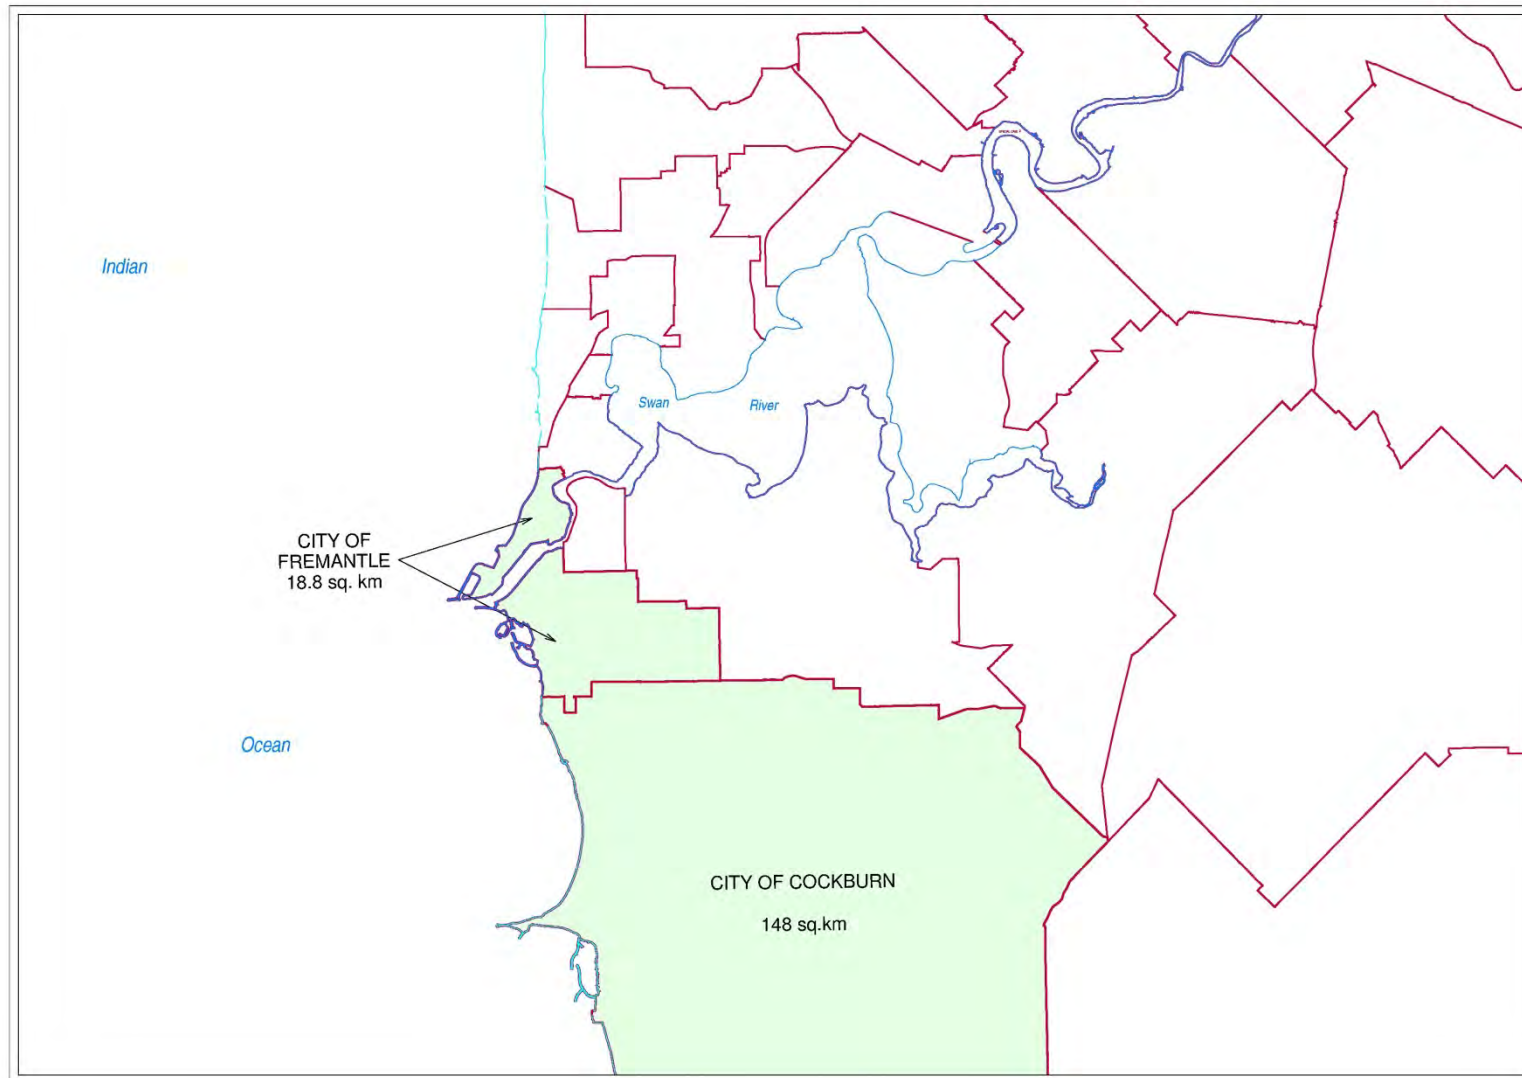 Indian
Swan
River
CITY OF
FREMANTLE
18.8 sq. km
Ocean
CITY OF COCKBURN
148 sq.km